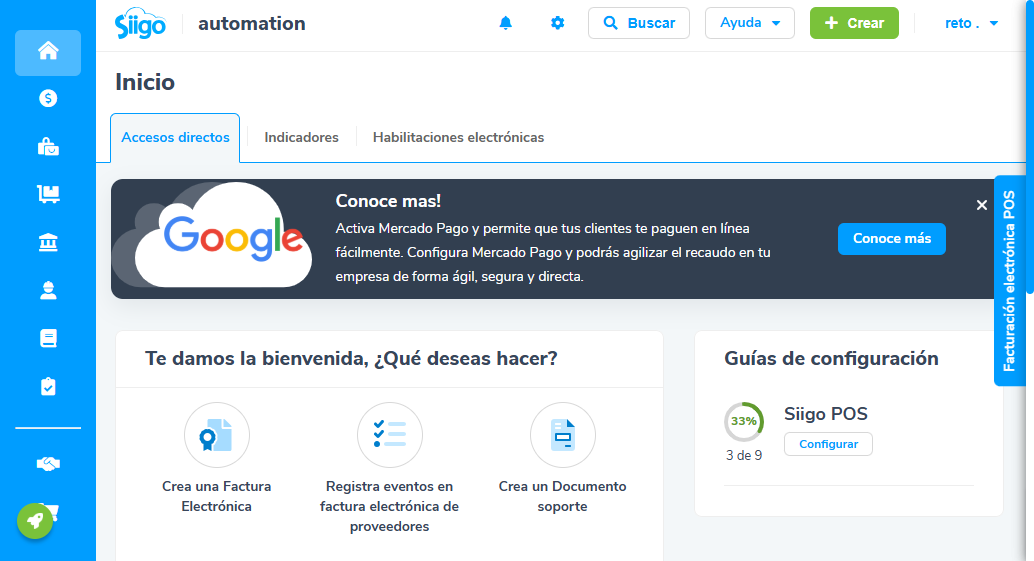 Siigo
automation
Buscar
Ayuda
Crear
reto .
Inicio
Accesos directos
Indicadores
Habilitaciones electrónicas
Google
Conoce mas!
Activa Mercado Pago y permite que tus clientes te paguen en línea
fácilmente. Configura Mercado Pago y podrás agilizar el recaudo en tu
empresa de forma ágil, segura y directa.
Conoce más
Facturación electrónica POS
Te damos la bienvenida, ¿Qué deseas hacer?
Crea una Factura
Electrónica
Registra eventos en
factura electrónica de
proveedores
Crea un Documento
soporte
Guías de configuración
33%
3 de 9
Siigo POS
Configurar